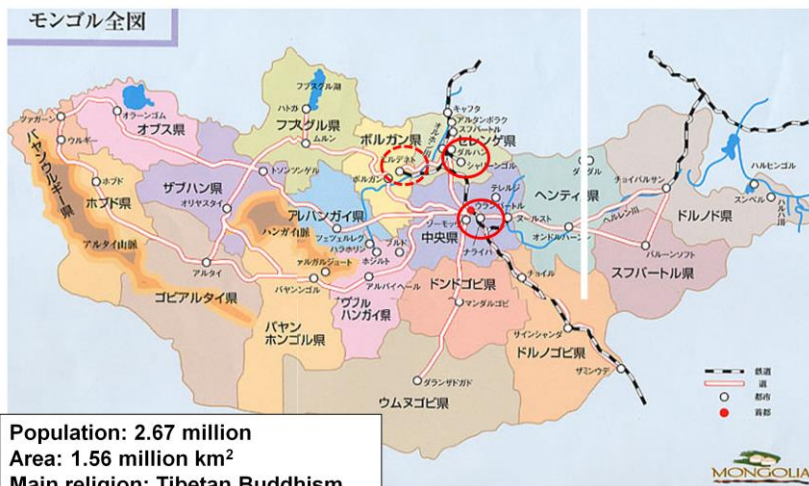 モンゴル全図
キャフタ
アルタンボラク
スフバートル
セレンゲ県
ダルハン
シャリーンゴル
フブスグル湖
ハトガ
フブスグル県
ムルン
ボルガン県
エルデネト
ボルガン
ツァガーン
オラーンゴム
ウルギー
オブス県
バヤンウルギー県
ホブド
ホブド県
ザブハン県
オリヤスタイ
トソンツンゲル
アルタイ山脈
アルタイ
ゴビアルタイ県
アレバンガイ県
ハンガイ山脈
ツェツェルレグ
ハラホリン
ホジルト
ブルド
アルガルジュート
バヤンゴル
アルバイヘール
ヴブルハンガイ県
バヤン
ホンゴル県
テレルジ
ウランバートル
ゾーモッド
中央県
ナライハ
ヘンティ県
ダダル
オンドルハーン
ヘルレン川
チョイバルサン
ドルノド県
ハルヒンゴル
スンベル
ハルハ川
バルーンソフト
スフバートル県
チョイル
ドンドゴビ県
マンダルゴビ
サインシャンダ
ドルノゴビ県
ザミンウデ
ダランザドガド
ウムヌゴビ県
鉄道
道
都市
首都
MONGOLIA
Population: 2.67 million
Area: 1.56 million km²
Main religion: Tibetan Buddhism